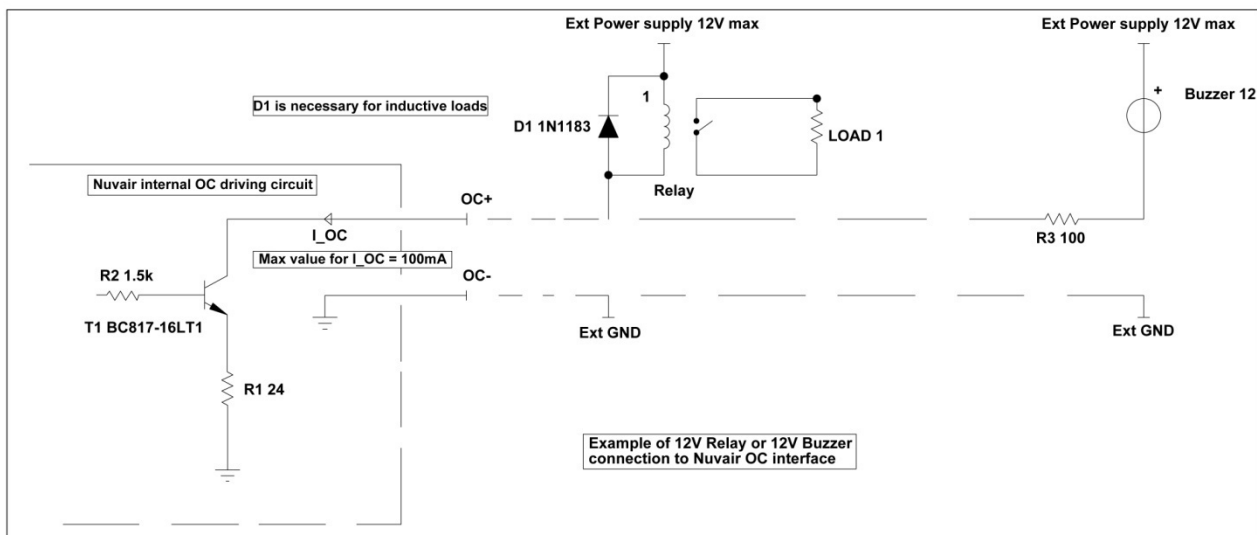 Ext Power supply 12V max
Ext Power supply 12V max
D1 is necessary for inductive loads
1
+
Buzzer 12
D1 1N1183
LOAD 1
Relay
Nuvair internal OC driving circuit
OC+
I_OC
R3 100
Max value for I_OC = 100mA
OC-
R2 1.5k
T1 BC817-16LT1
Ext GND
Ext GND
R1 24
Example of 12V Relay or 12V Buzzer
connection to Nuvair OC interface